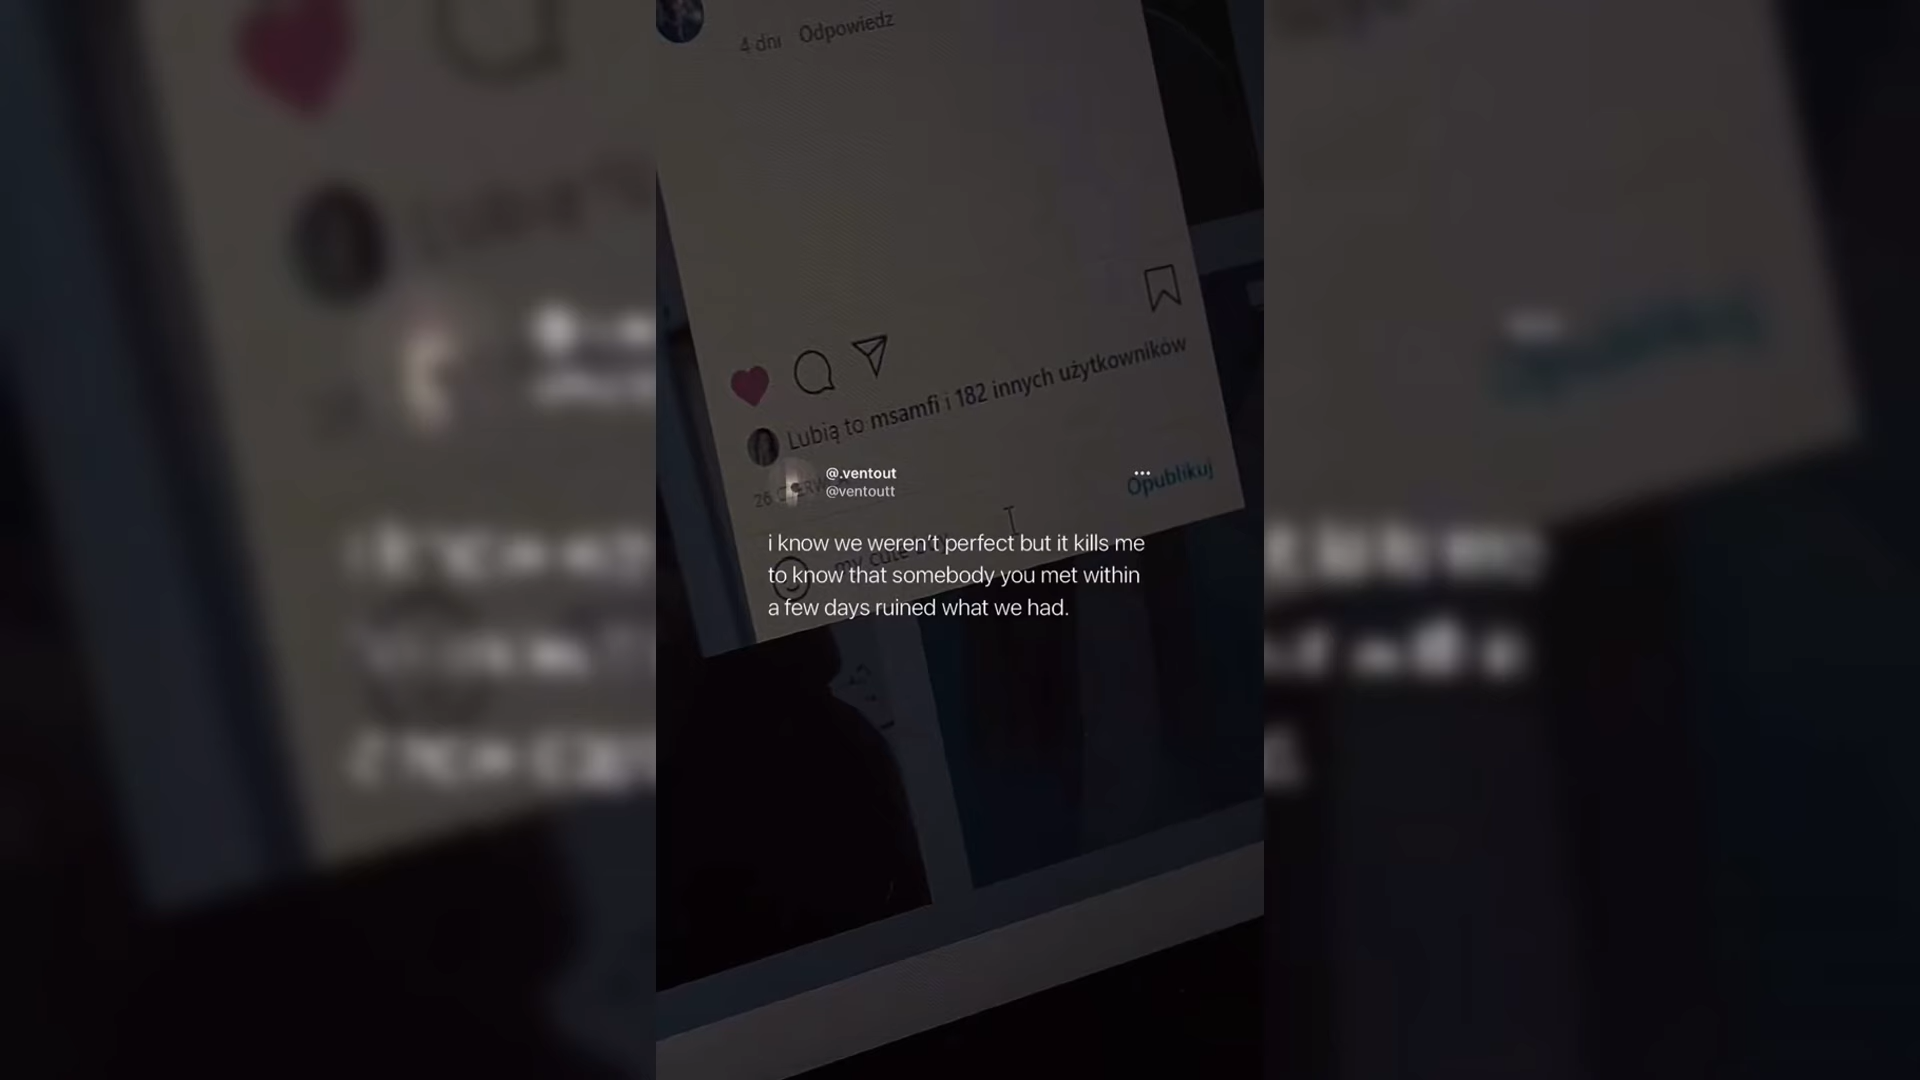 4 dni Odpowiedz
Lubią to msamfi i 182 innych użytkowników
@.ventout
@ventoutt
Opublikuj
i know we weren’t perfect but it kills me
to know that somebody you met within
a few days ruined what we had.